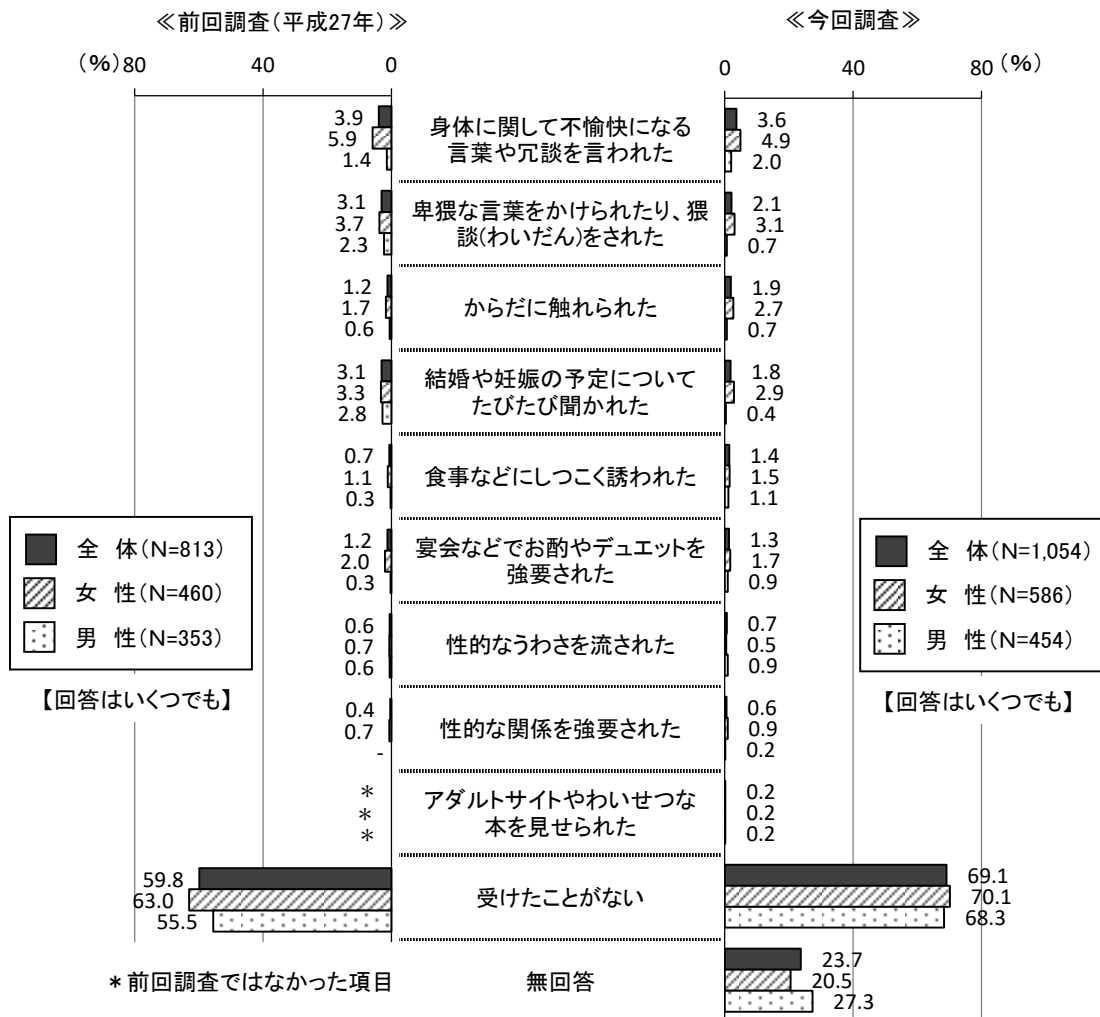 ≪前回調査(平成27年)≫
≪今回調査≫
(%)
80
40
0
0
40
80
(%)
3.9
5.9
1.4
身体に関して不愉快になる
言葉や冗談を言われた
3.6
4.9
2.0
3.1
3.7
2.3
卑猥な言葉をかけられたり、猥
談(わいだん)をされた
2.1
3.1
0.7
1.2
1.7
0.6
からだに触れられた
1.9
2.7
0.7
3.1
3.3
2.8
結婚や妊娠の予定について
たびたび聞かれた
1.8
2.9
0.4
0.7
1.1
0.3
食事などにしつこく誘われた
1.4
1.5
1.1
1.2
2.0
0.3
宴会などでお酌やデュエットを
強要された
1.3
1.7
0.9
0.6
0.7
0.6
性的なうわさを流された
0.7
0.5
0.9
0.4
0.7
-
性的な関係を強要された
0.6
0.9
0.2
*
*
*
アダルトサイトやわいせつな
本を見せられた
0.2
0.2
0.2
59.8
63.0
55.5
受けたことがない
69.1
70.1
68.3
*前回調査ではなかった項目
無回答
23.7
20.5
27.3
全 体(N=813)
女 性(N=460)
男 性(N=353)
【回答はいくつでも】
全 体(N=1,054)
女 性(N=586)
男 性(N=454)
【回答はいくつでも】